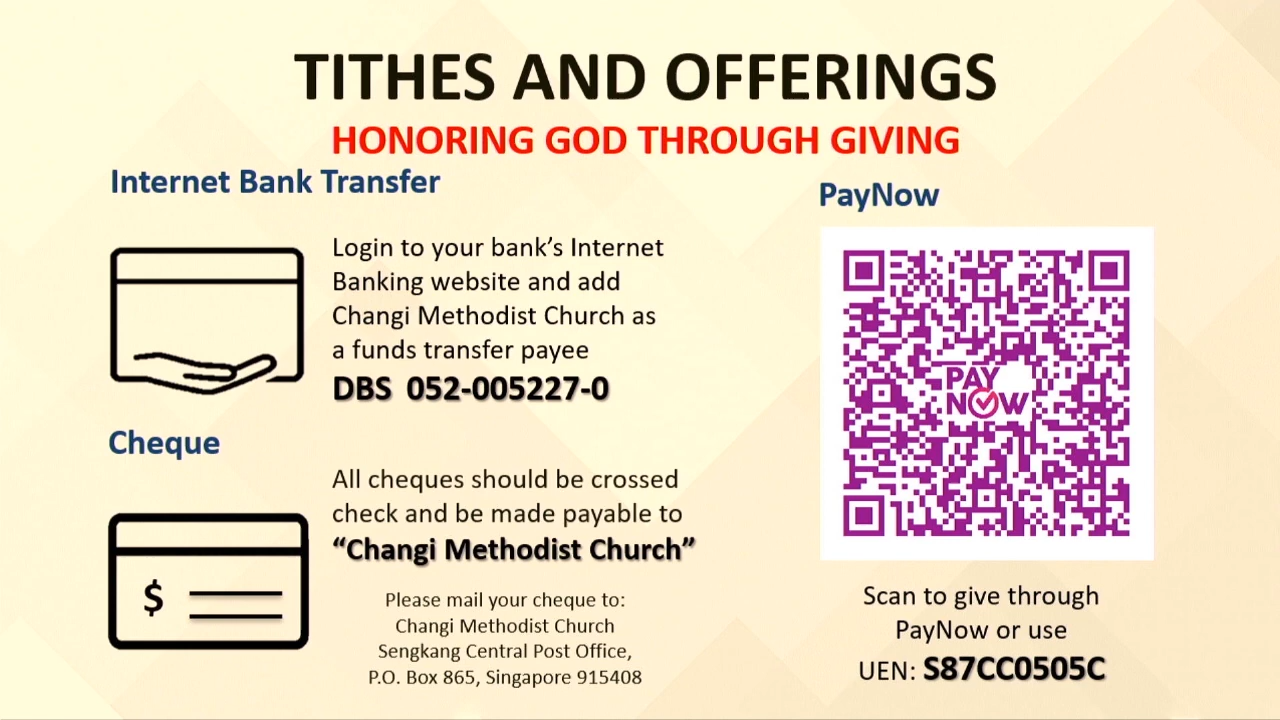 TITHES AND OFFERINGS
HONORING GOD THROUGH GIVING
Internet Bank Transfer
Login to your bank’s Internet
Banking website and add
Changi Methodist Church as
a funds transfer payee
DBS 052-005227-0
Cheque
$
All cheques should be crossed
check and be made payable to
“Changi Methodist Church”
Please mail your cheque to:
Changi Methodist Church
Sengkang Central Post Office,
P.O. Box 865, Singapore 915408
PayNow
PAY
NOW
Scan to give through
PayNow or use
UEN: S87CC0505C